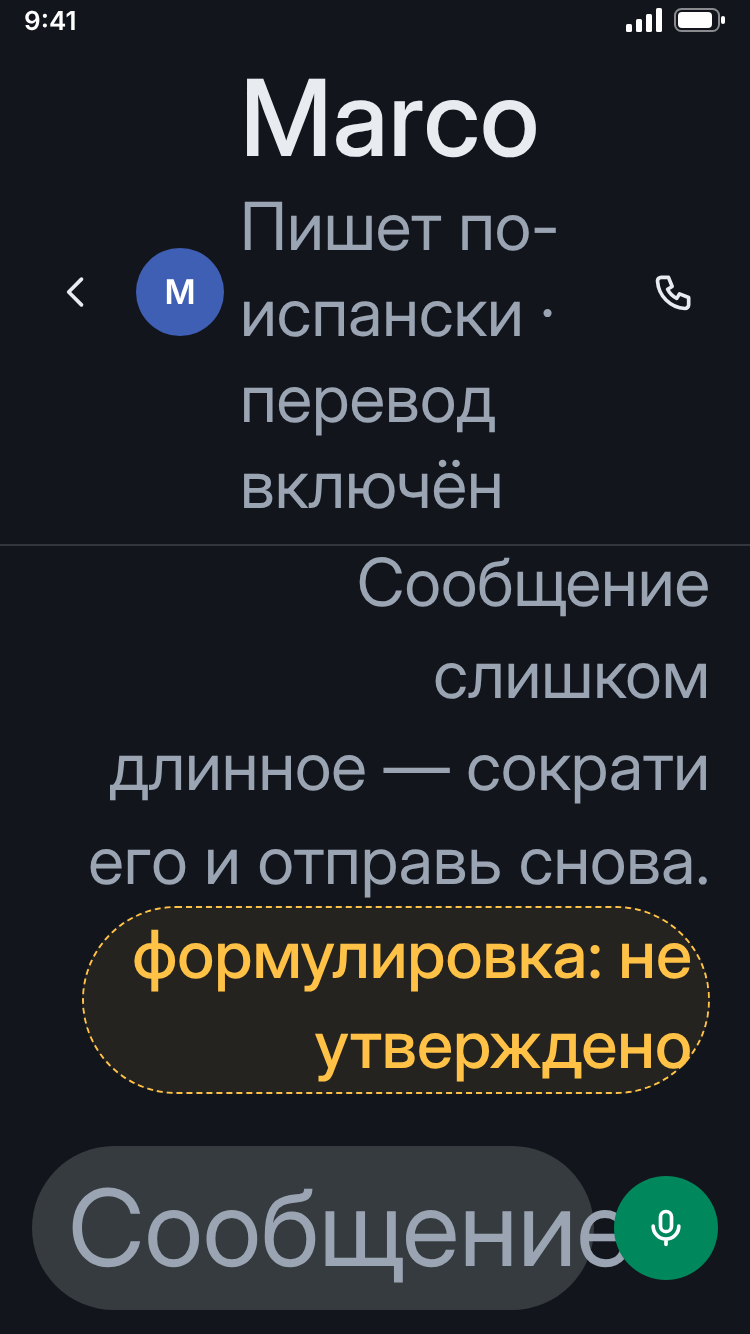 9:41
Marco
M
Пишет по-
испански ·
перевод
включён
Сообщение
слишком
длинное — сократи
его и отправь снова.
формулировка: не
утверждено
Сообщение